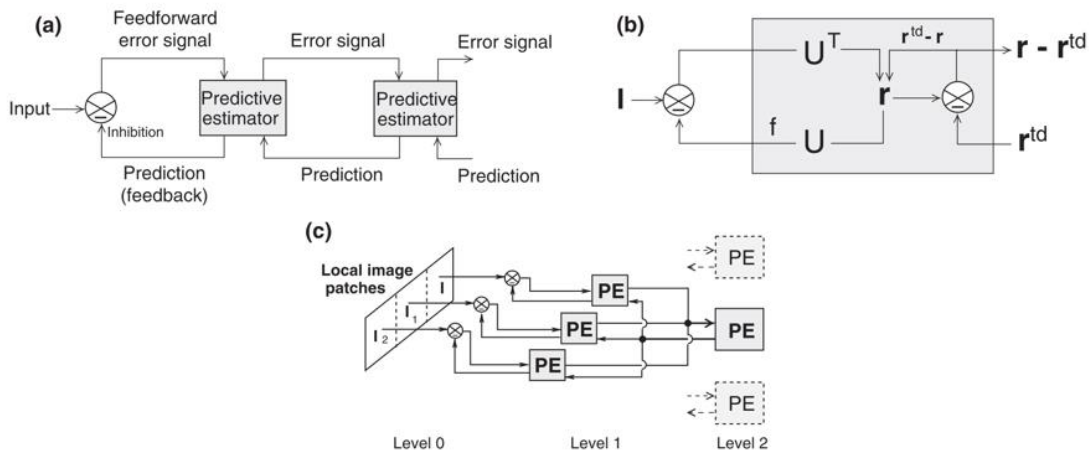 (a)
Feedforward
error signal
Error signal
Error signal
Input
Predictive
estimator
Predictive
estimator
Inhibition
Prediction
(feedback)
Prediction
Prediction
(b)
U^T
r^td - r
r - r^td
I
r
f
U
r^td
(c)
Local image
patches
I
I_1
I_2
PE
PE
PE
PE
PE
PE
Level 0
Level 1
Level 2